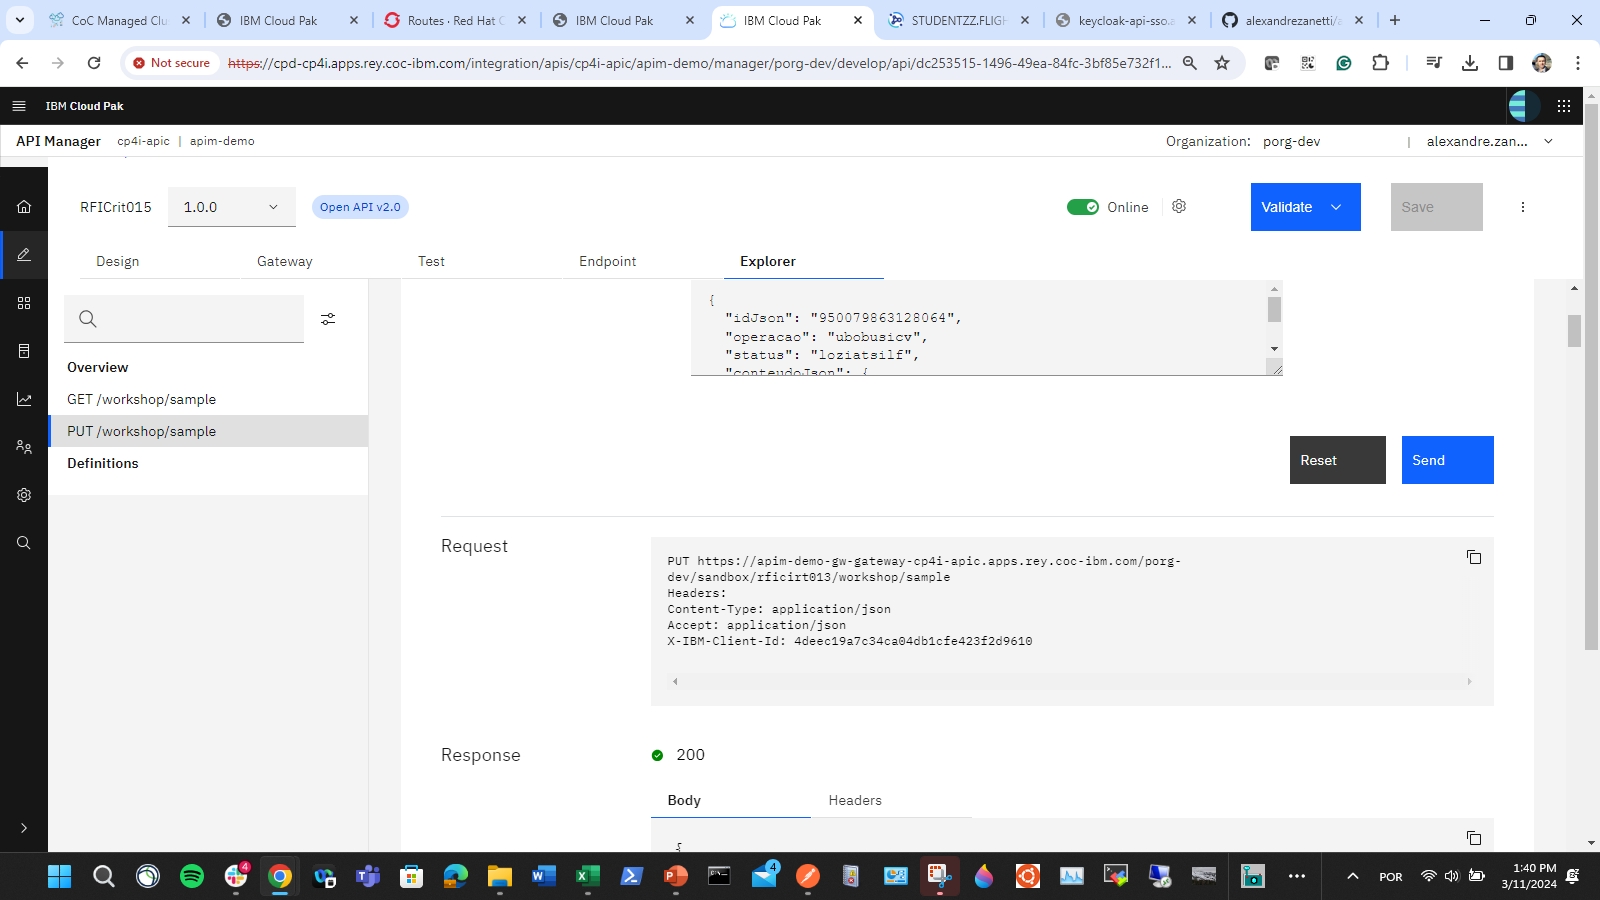 CoC Managed Clu
IBM Cloud Pak
Routes · Red Hat C
IBM Cloud Pak
IBM Cloud Pak
STUDENTZZ.FLIGH
keycloak-api-sso.a
alexandrezanetti/a
Not secure
https://cpd-cp4i.apps.rey.coc-ibm.com/integration/apis/cp4i-apic/apim-demo/manager/porg-dev/develop/api/dc253515-1496-49ea-84fc-3bf85e732f1...
IBM Cloud Pak
API Manager cp4i-apic | apim-demo
Organization: porg-dev | alexandre.zan...
RFICrit015 1.0.0 Open API v2.0
Online
Validate
Save
Design Gateway Test Endpoint Explorer
Overview
GET /workshop/sample
PUT /workshop/sample
Definitions
{
"idJson": "950079863128064",
"operacao": "ubobusicv",
"status": "loziatsilf",
"conteudoJson": {
Reset
Send
Request
PUT https://apim-demo-gw-gateway-cp4i-apic.apps.rey.coc-ibm.com/porg-
dev/sandbox/rficirt013/workshop/sample
Headers:
Content-Type: application/json
Accept: application/json
X-IBM-Client-Id: 4deec19a7c34ca04db1cfe423f2d9610
Response
200
Body Headers
{
4
4
POR
1:40 PM
3/11/2024